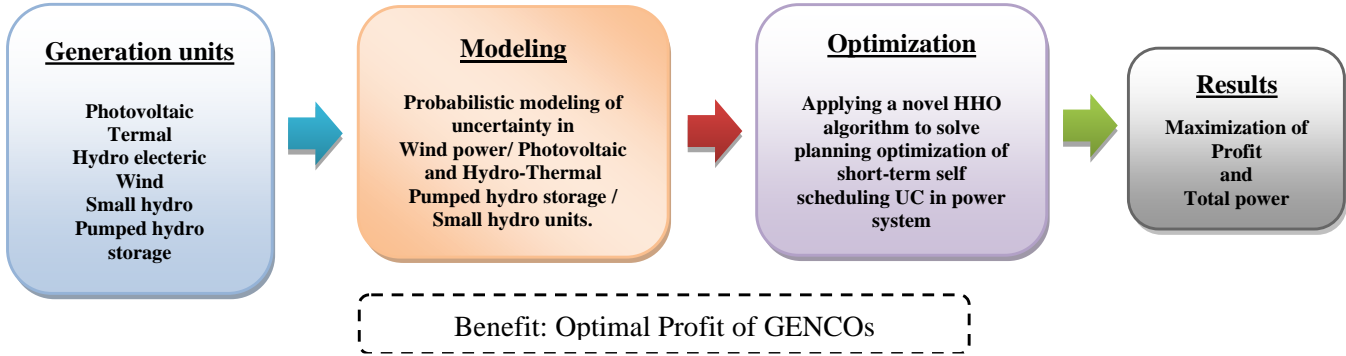 Generation units
Photovoltaic
Termal
Hydro electeric
Wind
Small hydro
Pumped hydro
storage
Modeling
Probabilistic modeling of
uncertainty in
Wind power/ Photovoltaic
and Hydro-Thermal
Pumped hydro storage /
Small hydro units.
Optimization
Applying a novel HHO
algorithm to solve
planning optimization of
short-term self
scheduling UC in power
system
Results
Maximization of
Profit
and
Total power
Benefit: Optimal Profit of GENCOs